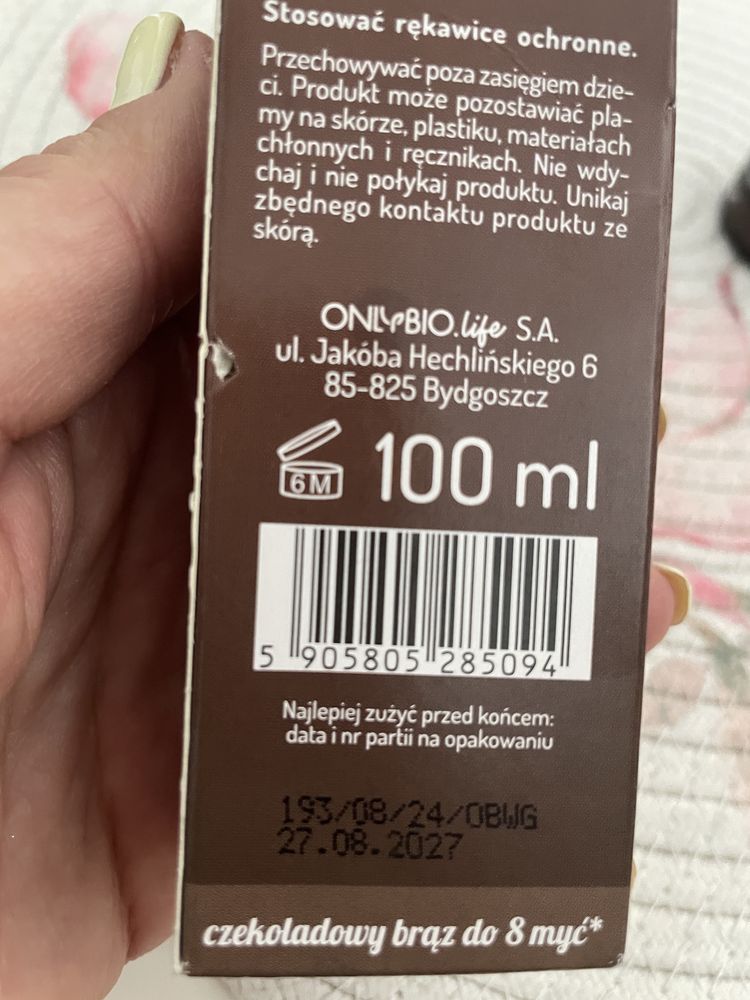 Stosować rękawice ochronne.
Przechowywać poza zasięgiem dzie-
ci. Produkt może pozostawiać pla-
my na skórze, plastiku, materiałach
chłonnych i ręcznikach. Nie wdy-
chaj i nie połykaj produktu. Unikaj
zbędnego kontaktu produktu ze
skórą.
ONLYBIO.life S.A.
ul. Jakóba Hechlińskiego 6
85-825 Bydgoszcz
6M 100 ml
5 905805 285094
Najlepiej zużyć przed końcem:
data i nr partii na opakowaniu
193/08/24/OBWG
27.08.2027
czekoladowy brąz do 8 myć*